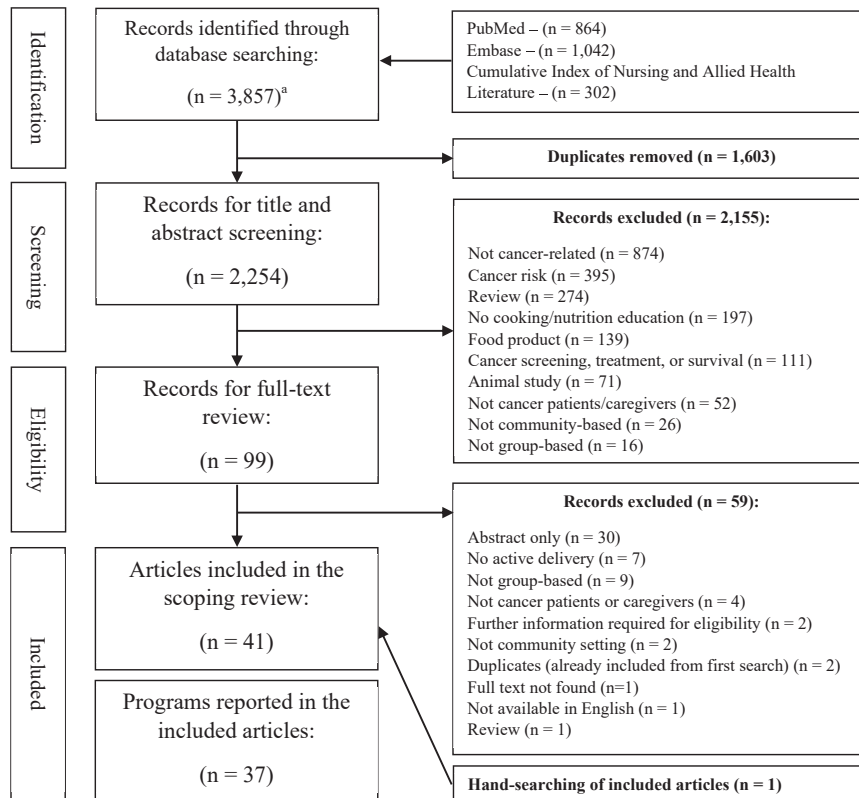 Identification
Records identified through
database searching:
(n = 3,857)a
PubMed – (n = 864)
Embase – (n = 1,042)
Cumulative Index of Nursing and Allied Health
Literature – (n = 302)
Duplicates removed (n = 1,603)
Screening
Records for title and
abstract screening:
(n = 2,254)
Records excluded (n = 2,155):
Not cancer-related (n = 874)
Cancer risk (n = 395)
Review (n = 274)
No cooking/nutrition education (n = 197)
Food product (n = 139)
Cancer screening, treatment, or survival (n = 111)
Animal study (n = 71)
Not cancer patients/caregivers (n = 52)
Not community-based (n = 26)
Not group-based (n = 16)
Eligibility
Records for full-text
review:
(n = 99)
Records excluded (n = 59):
Abstract only (n = 30)
No active delivery (n = 7)
Not group-based (n = 9)
Not cancer patients or caregivers (n = 4)
Further information required for eligibility (n = 2)
Not community setting (n = 2)
Duplicates (already included from first search) (n = 2)
Full text not found (n=1)
Not available in English (n = 1)
Review (n = 1)
Included
Articles included in the
scoping review:
(n = 41)
Programs reported in the
included articles:
(n = 37)
Hand-searching of included articles (n = 1)